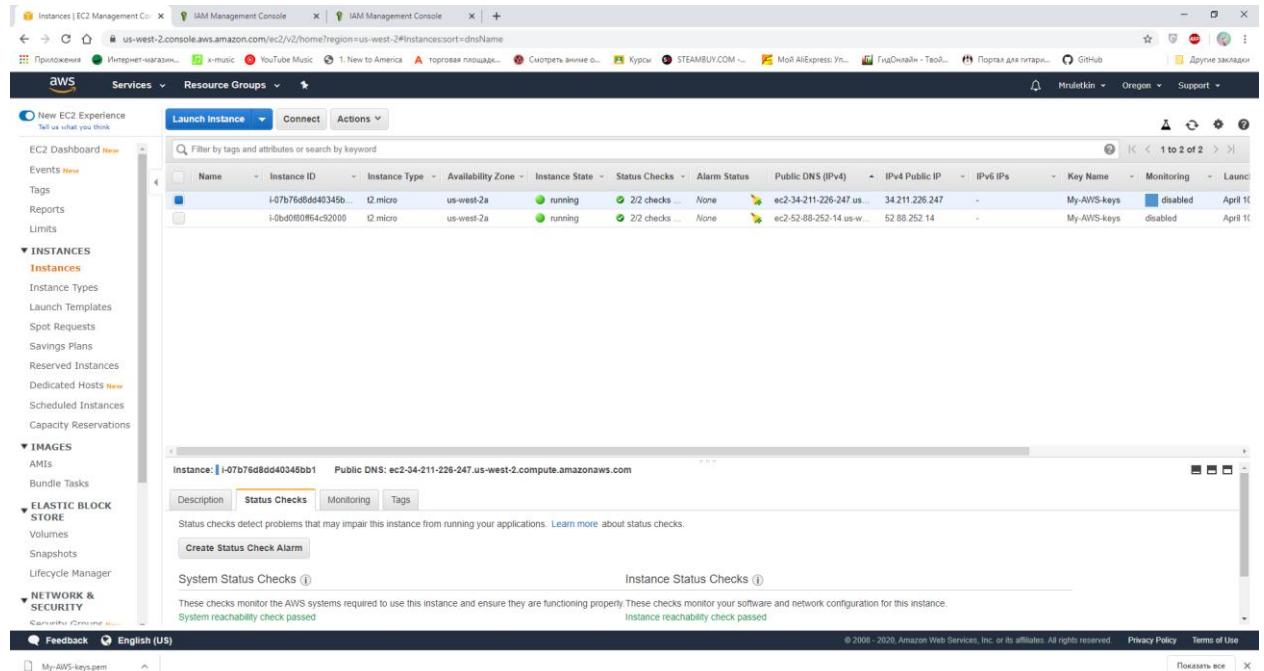 Instances | EC2 Management Co
IAM Management Console
IAM Management Console
us-west-2.console.aws.amazon.com/ec2/v2/home?region=us-west-2#Instances:sort=dnsName
Приложения Интернет-магазин... x-music YouTube Music 1. New to America торговая площадк... Смотреть аниме о... Курсы STEAMBUY.COM -... Мой AliExpress: Уп... ГидОнлайн - Твой... Портал для гитари... GitHub Другие закладки
aws Services Resource Groups Mruletkin Oregon Support
New EC2 Experience
Tell us what you think
Launch Instance Connect Actions
EC2 Dashboard New
Events New
Tags
Reports
Limits
INSTANCES
Instances
Instance Types
Launch Templates
Spot Requests
Savings Plans
Reserved Instances
Dedicated Hosts New
Scheduled Instances
Capacity Reservations
IMAGES
AMIs
Bundle Tasks
ELASTIC BLOCK
STORE
Volumes
Snapshots
Lifecycle Manager
NETWORK &
SECURITY
Security Groups
Filter by tags and attributes or search by keyword 1 to 2 of 2
Name Instance ID Instance Type Availability Zone Instance State Status Checks Alarm Status Public DNS (IPv4) IPv4 Public IP IPv6 IPs Key Name Monitoring Launc
i-07b76d8dd40345b... t2.micro us-west-2a running 2/2 checks ... None ec2-34-211-226-247.us... 34.211.226.247 - My-AWS-keys disabled April 10
i-0bd0f80ff64c92000 t2.micro us-west-2a running 2/2 checks ... None ec2-52-88-252-14.us-w... 52.88.252.14 - My-AWS-keys disabled April 10
Instance: i-07b76d8dd40345bb1 Public DNS: ec2-34-211-226-247.us-west-2.compute.amazonaws.com
Description Status Checks Monitoring Tags
Status checks detect problems that may impair this instance from running your applications. Learn more about status checks.
Create Status Check Alarm
System Status Checks
These checks monitor the AWS systems required to use this instance and ensure they are functioning properly.
System reachability check passed
Instance Status Checks
These checks monitor your software and network configuration for this instance.
Instance reachability check passed
Feedback English (US) © 2008 - 2020, Amazon Web Services, Inc. or its affiliates. All rights reserved. Privacy Policy Terms of Use
My-AWS-keys.pem Показать все